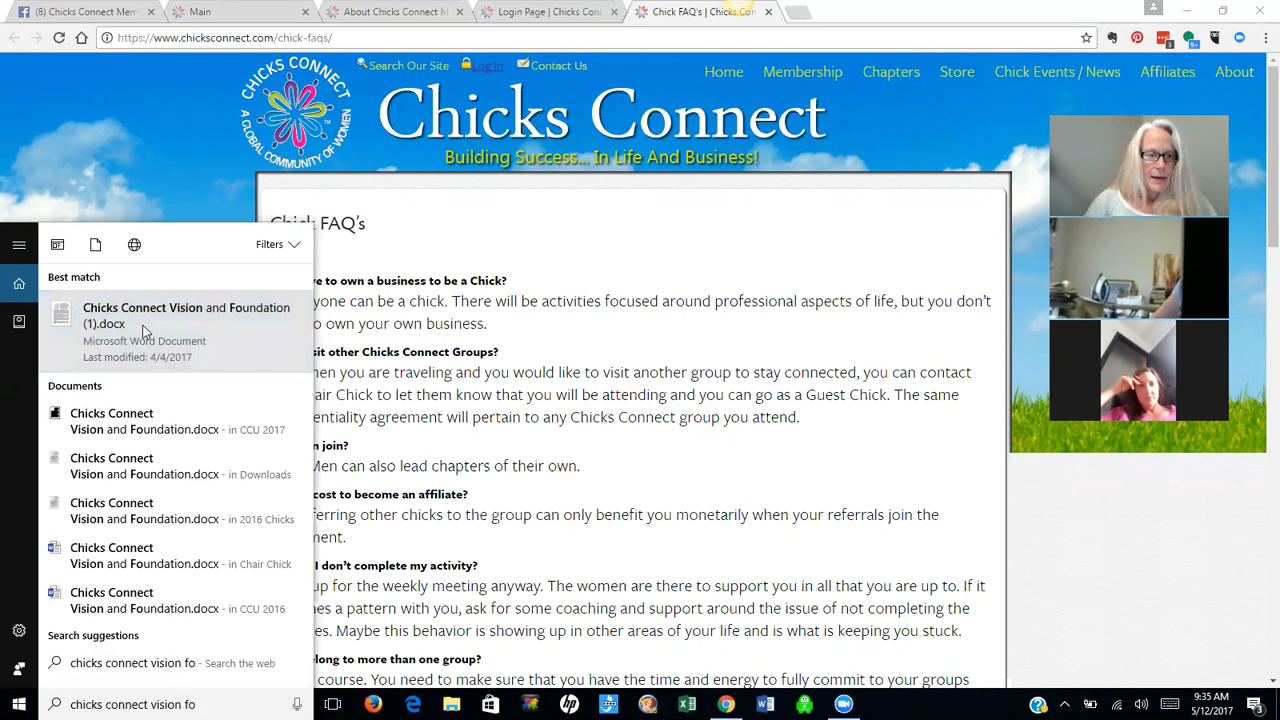 (8) Chicks Connect Mem
Main
About Chicks Connect M
Login Page | Chicks Con
Chick FAQ's | Chicks Con
https://www.chicksconnect.com/chick-faqs/
3
9+
Search Our Site
Log In
Contact Us
Home
Membership
Chapters
Store
Chick Events / News
Affiliates
About
CHICKS CONNECT
A GLOBAL COMMUNITY OF WOMEN
Chicks Connect
Building Success... In Life And Business!
Chick FAQ's
ve to own a business to be a Chick?
yone can be a chick. There will be activities focused around professional aspects of life, but you don't
o own your own business.
sit other Chicks Connect Groups?
hen you are traveling and you would like to visit another group to stay connected, you can contact
air Chick to let them know that you will be attending and you can go as a Guest Chick. The same
entiality agreement will pertain to any Chicks Connect group you attend.
n join?
Men can also lead chapters of their own.
cost to become an affiliate?
ferring other chicks to the group can only benefit you monetarily when your referrals join the
ment.
I don't complete my activity?
up for the weekly meeting anyway. The women are there to support you in all that you are up to. If it
nes a pattern with you, ask for some coaching and support around the issue of not completing the
es. Maybe this behavior is showing up in other areas of your life and is what is keeping you stuck.
elong to more than one group?
course. You need to make sure that you have the time and energy to fully commit to your groups
Filters
Best match
Chicks Connect Vision and Foundation
(1).docx
Microsoft Word Document
Last modified: 4/4/2017
Documents
Chicks Connect
Vision and Foundation.docx - in CCU 2017
Chicks Connect
Vision and Foundation.docx - in Downloads
Chicks Connect
Vision and Foundation.docx - in 2016 Chicks
Chicks Connect
Vision and Foundation.docx - in Chair Chick
Chicks Connect
Vision and Foundation.docx - in CCU 2016
Search suggestions
chicks connect vision fo - Search the web
chicks connect vision fo
9:35 AM
5/12/2017
3